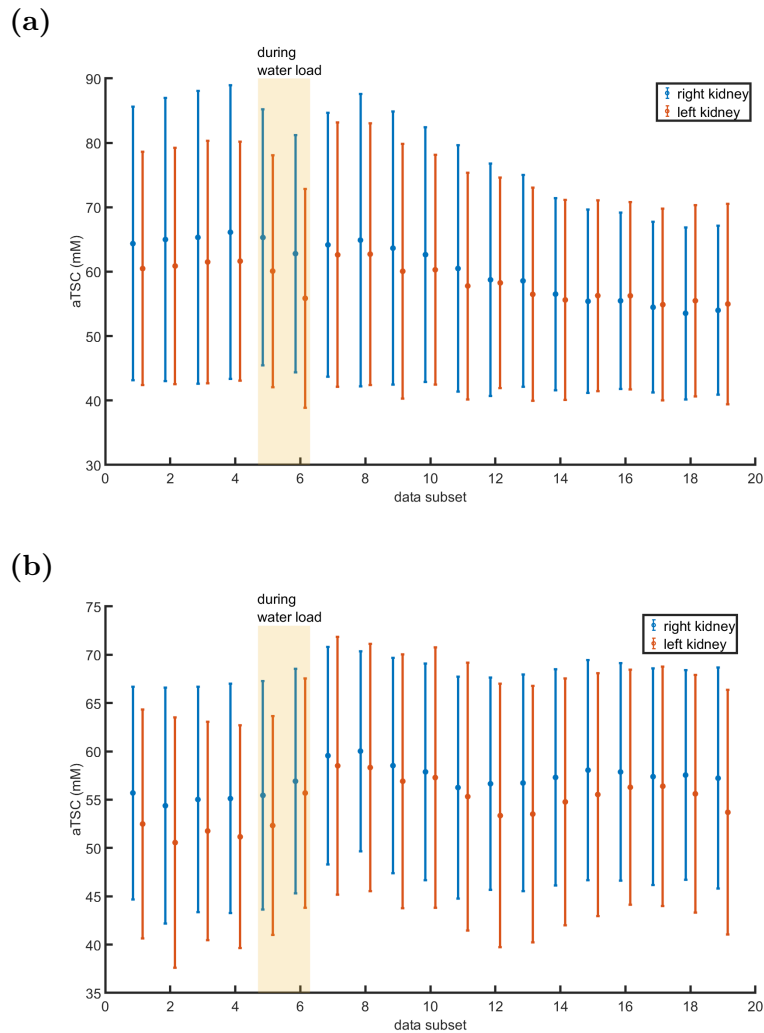 (a)
during
water load
90
80
70
60
50
40
30
aTSC (mM)
right kidney
left kidney
0 2 4 6 8 10 12 14 16 18 20
data subset
(b)
during
water load
75
70
65
60
55
50
45
40
35
aTSC (mM)
right kidney
left kidney
0 2 4 6 8 10 12 14 16 18 20
data subset